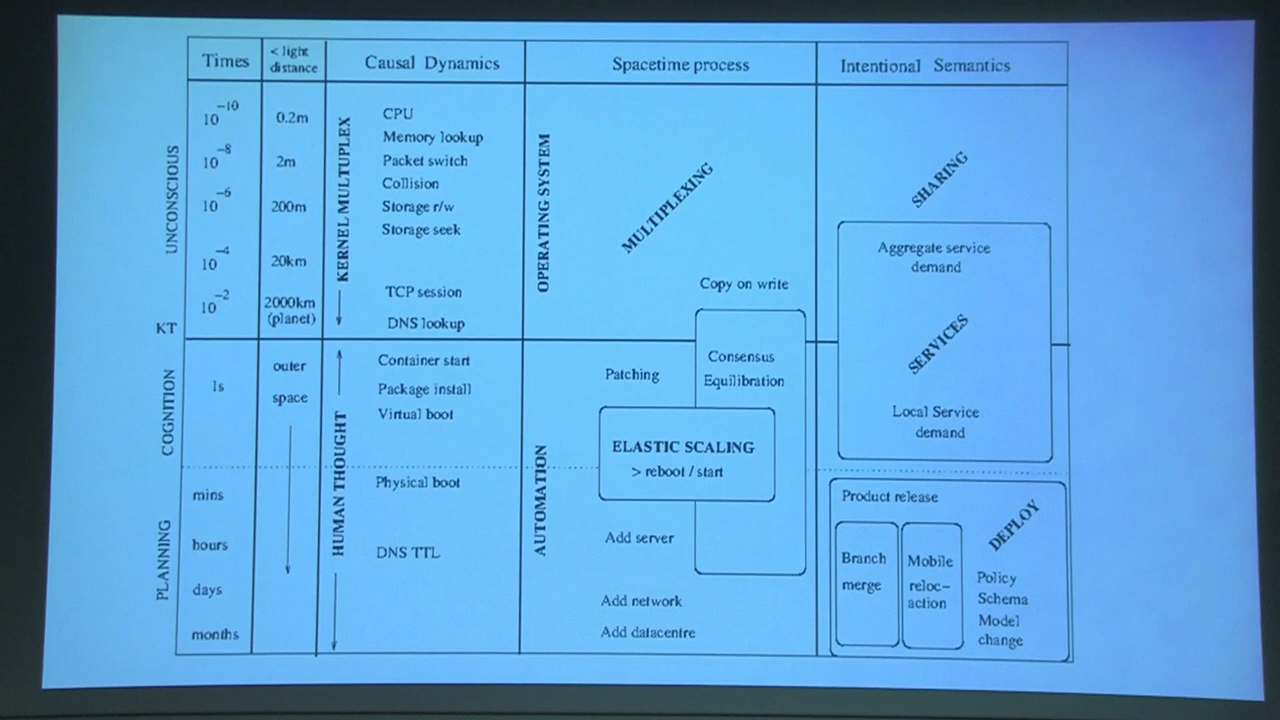 Times
< light
distance
Causal Dynamics
Spacetime process
Intentional Semantics
UNCONSCIOUS
KT
COGNITION
PLANNING
10−10
10−8
10−6
10−4
10−2
1s
mins
hours
days
months
0.2m
2m
200m
20km
2000km
(planet)
outer
space
KERNEL MULTUPLEX
HUMAN THOUGHT
CPU
Memory lookup
Packet switch
Collision
Storage r/w
Storage seek
TCP session
DNS lookup
Container start
Package install
Virtual boot
Physical boot
DNS TTL
OPERATING SYSTEM
AUTOMATION
MULTIPLEXING
Copy on write
Consensus
Equilibration
Patching
ELASTIC SCALING
> reboot / start
Add server
Add network
Add datacentre
SHARING
Aggregate service
demand
SERVICES
Local Service
demand
Product release
DEPLOY
Branch
merge
Mobile
reloc−
action
Policy
Schema
Model
change